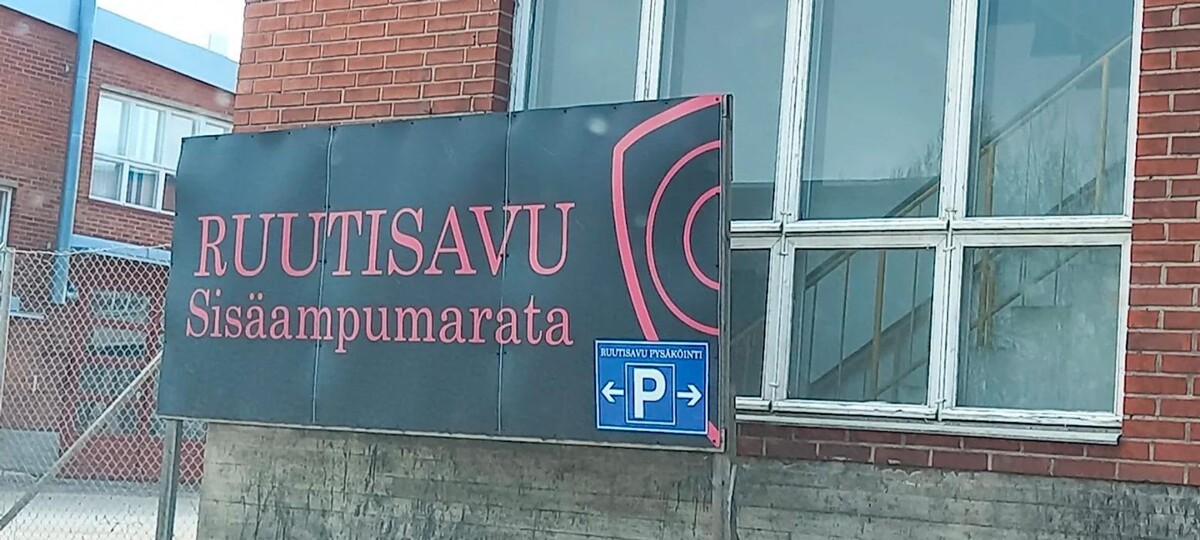 RUUTISAVU
Sisäampumarata
RUUTISAVU PYSÄKÖINTI
← P →